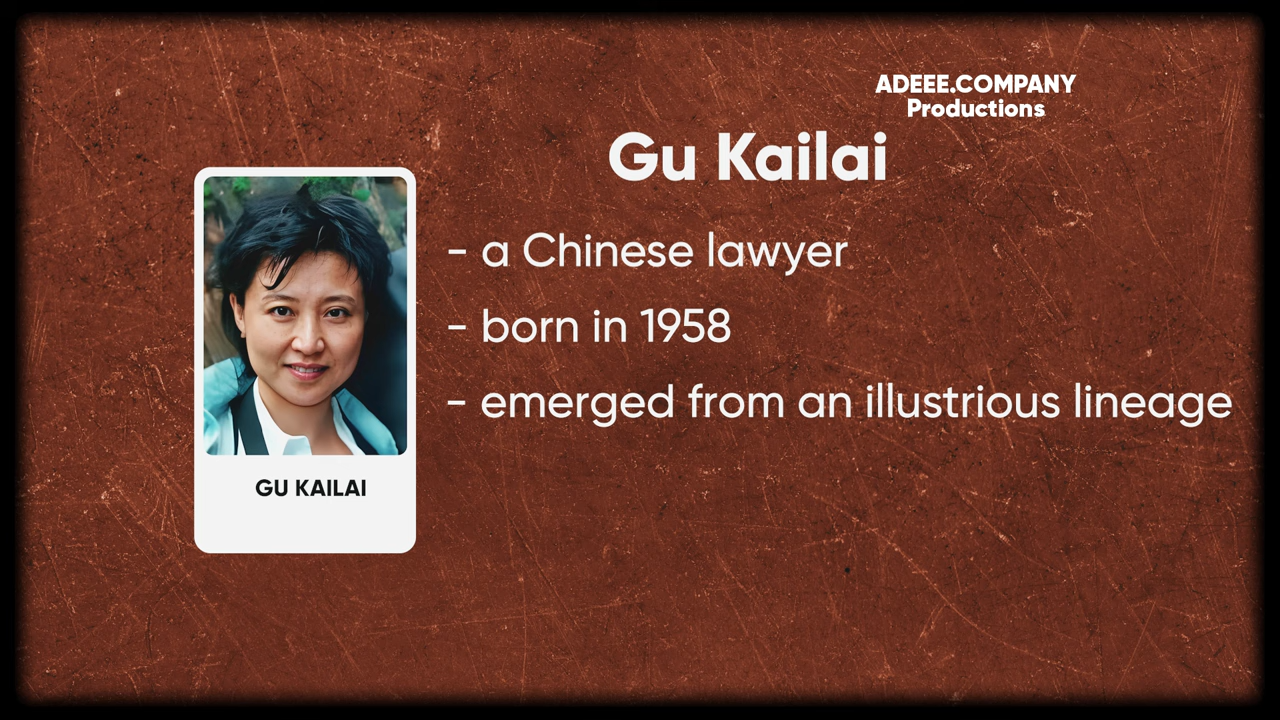 ADEEE.COMPANY
Productions
Gu Kailai
- a Chinese lawyer
- born in 1958
- emerged from an illustrious lineage
GU KAILAI